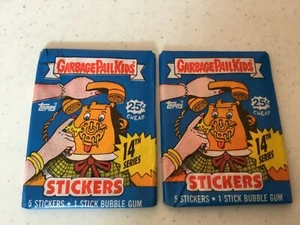 GARBAGE PAIL KIDS
Topps
25¢
CHEAP
14TH
SERIES
STICKERS
5 STICKERS • 1 STICK BUBBLE GUM
GARBAGE PAIL KIDS
Topps
25¢
CHEAP
14TH
SERIES
STICKERS
5 STICKERS • 1 STICK BUBBLE GUM